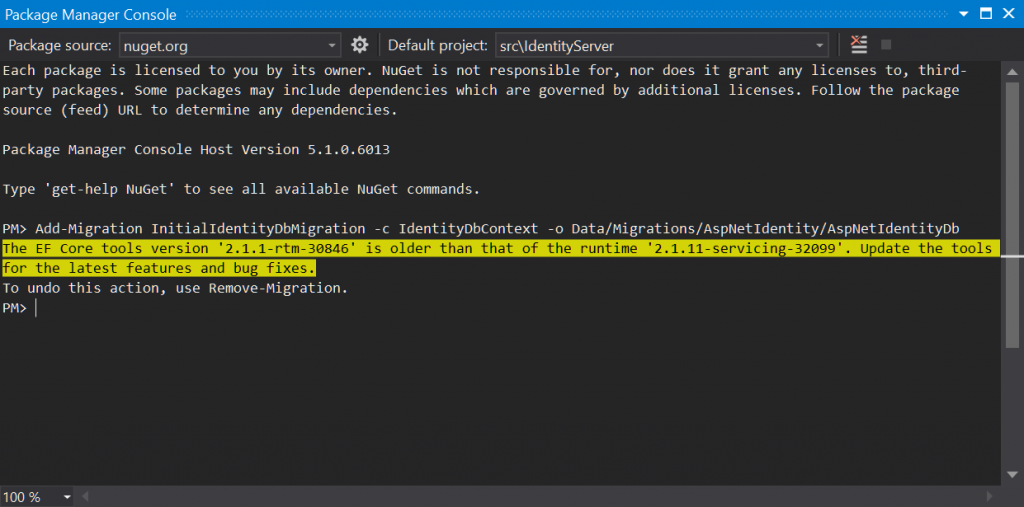 Package Manager Console
Package source: nuget.org Default project: src\IdentityServer
Each package is licensed to you by its owner. NuGet is not responsible for, nor does it grant any licenses to, third-
party packages. Some packages may include dependencies which are governed by additional licenses. Follow the package
source (feed) URL to determine any dependencies.
Package Manager Console Host Version 5.1.0.6013
Type 'get-help NuGet' to see all available NuGet commands.
PM> Add-Migration InitialIdentityDbMigration -c IdentityDbContext -o Data/Migrations/AspNetIdentity/AspNetIdentityDb
The EF Core tools version '2.1.1-rtm-30846' is older than that of the runtime '2.1.11-servicing-32099'. Update the tools
for the latest features and bug fixes.
To undo this action, use Remove-Migration.
PM>
100 %